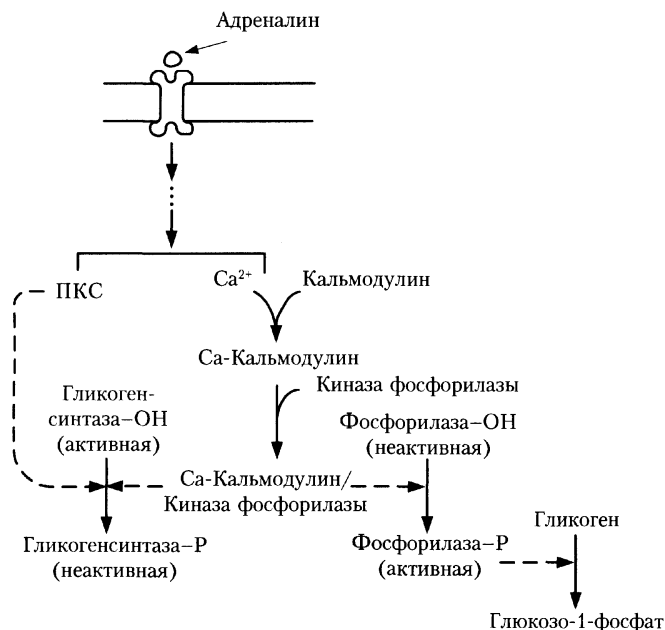 Адреналин
ПКС
Ca²⁺
Кальмодулин
Са-Кальмодулин
Киназа фосфорилазы
Гликоген-
синтаза–ОН
(активная)
Фосфорилаза–ОН
(неактивная)
Са-Кальмодулин/
Киназа фосфорилазы
Гликоген
Гликогенсинтаза–Р
(неактивная)
Фосфорилаза–Р
(активная)
Глюкозо-1-фосфат